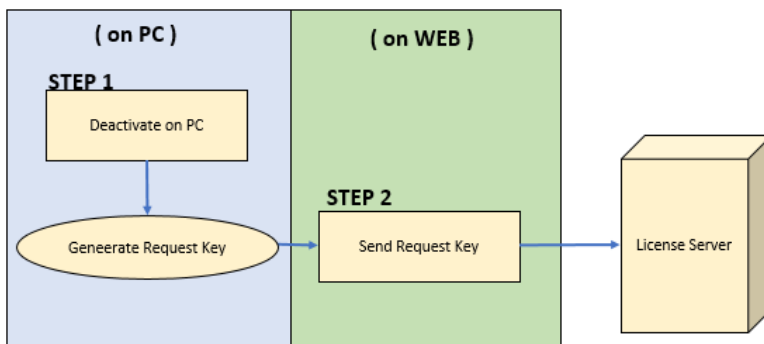 ( on PC )
( on WEB )
STEP 1
Deactivate on PC
STEP 2
Geneerate Request Key
Send Request Key
License Server